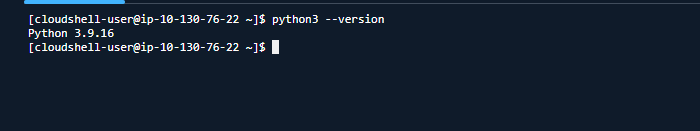 [cloudshell-user@ip-10-130-76-22 ~]$ python3 --version
Python 3.9.16
[cloudshell-user@ip-10-130-76-22 ~]$